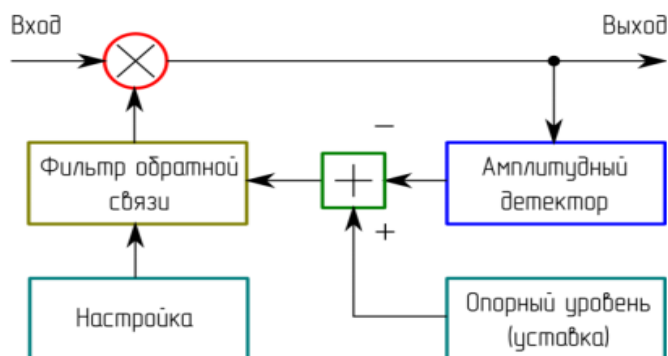 Вход
Выход
−
Фильтр обратной
связи
Амплитудный
детектор
+
+
Настройка
Опорный уровень
(уставка)